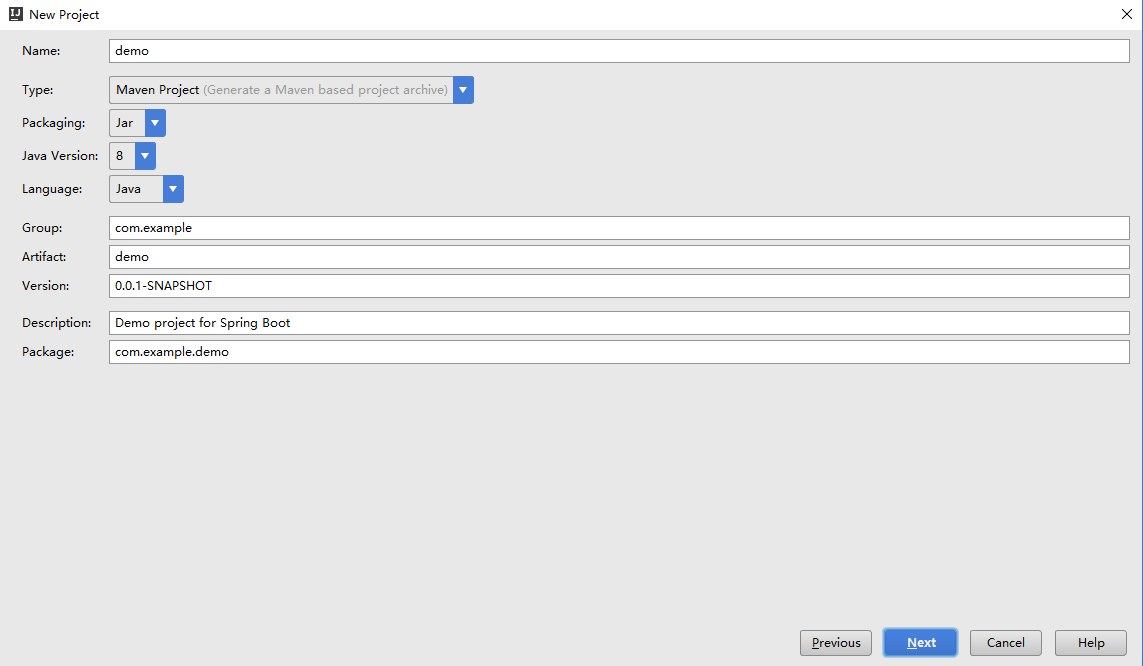 IJ New Project
Name: demo
Type: Maven Project (Generate a Maven based project archive)
Packaging: Jar
Java Version: 8
Language: Java
Group: com.example
Artifact: demo
Version: 0.0.1-SNAPSHOT
Description: Demo project for Spring Boot
Package: com.example.demo
Previous Next Cancel Help